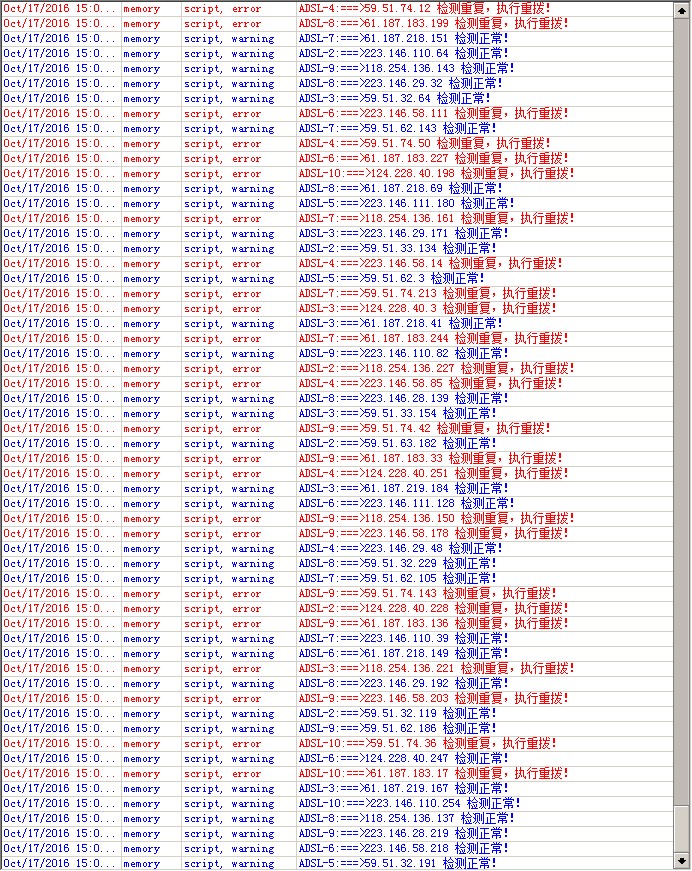 Oct/17/2016 15:0... memory script, error ADSL-4:===>59.51.74.12 检测重复，执行重拨!
Oct/17/2016 15:0... memory script, error ADSL-8:===>61.187.183.199 检测重复，执行重拨!
Oct/17/2016 15:0... memory script, warning ADSL-7:===>61.187.218.151 检测正常!
Oct/17/2016 15:0... memory script, warning ADSL-2:===>223.146.110.64 检测正常!
Oct/17/2016 15:0... memory script, warning ADSL-9:===>118.254.136.143 检测正常!
Oct/17/2016 15:0... memory script, warning ADSL-8:===>223.146.29.32 检测正常!
Oct/17/2016 15:0... memory script, warning ADSL-3:===>59.51.32.64 检测正常!
Oct/17/2016 15:0... memory script, error ADSL-6:===>223.146.58.111 检测重复，执行重拨!
Oct/17/2016 15:0... memory script, warning ADSL-7:===>59.51.62.143 检测正常!
Oct/17/2016 15:0... memory script, error ADSL-4:===>59.51.74.50 检测重复，执行重拨!
Oct/17/2016 15:0... memory script, error ADSL-6:===>61.187.183.227 检测重复，执行重拨!
Oct/17/2016 15:0... memory script, error ADSL-10:===>124.228.40.198 检测重复，执行重拨!
Oct/17/2016 15:0... memory script, warning ADSL-8:===>61.187.218.69 检测正常!
Oct/17/2016 15:0... memory script, warning ADSL-5:===>223.146.111.180 检测正常!
Oct/17/2016 15:0... memory script, error ADSL-7:===>118.254.136.161 检测重复，执行重拨!
Oct/17/2016 15:0... memory script, warning ADSL-3:===>223.146.29.171 检测正常!
Oct/17/2016 15:0... memory script, warning ADSL-2:===>59.51.33.134 检测正常!
Oct/17/2016 15:0... memory script, error ADSL-4:===>223.146.58.14 检测重复，执行重拨!
Oct/17/2016 15:0... memory script, warning ADSL-5:===>59.51.62.3 检测正常!
Oct/17/2016 15:0... memory script, error ADSL-7:===>59.51.74.213 检测重复，执行重拨!
Oct/17/2016 15:0... memory script, error ADSL-3:===>124.228.40.3 检测重复，执行重拨!
Oct/17/2016 15:0... memory script, warning ADSL-3:===>61.187.218.41 检测正常!
Oct/17/2016 15:0... memory script, error ADSL-7:===>61.187.183.244 检测重复，执行重拨!
Oct/17/2016 15:0... memory script, warning ADSL-9:===>223.146.110.82 检测正常!
Oct/17/2016 15:0... memory script, error ADSL-2:===>118.254.136.227 检测重复，执行重拨!
Oct/17/2016 15:0... memory script, error ADSL-4:===>223.146.58.85 检测重复，执行重拨!
Oct/17/2016 15:0... memory script, warning ADSL-8:===>223.146.28.139 检测正常!
Oct/17/2016 15:0... memory script, warning ADSL-3:===>59.51.33.154 检测正常!
Oct/17/2016 15:0... memory script, error ADSL-9:===>59.51.74.42 检测重复，执行重拨!
Oct/17/2016 15:0... memory script, warning ADSL-2:===>59.51.63.182 检测正常!
Oct/17/2016 15:0... memory script, error ADSL-9:===>61.187.183.33 检测重复，执行重拨!
Oct/17/2016 15:0... memory script, error ADSL-4:===>124.228.40.251 检测重复，执行重拨!
Oct/17/2016 15:0... memory script, warning ADSL-3:===>61.187.219.184 检测正常!
Oct/17/2016 15:0... memory script, warning ADSL-6:===>223.146.111.128 检测正常!
Oct/17/2016 15:0... memory script, error ADSL-9:===>118.254.136.150 检测重复，执行重拨!
Oct/17/2016 15:0... memory script, error ADSL-9:===>223.146.58.178 检测重复，执行重拨!
Oct/17/2016 15:0... memory script, warning ADSL-4:===>223.146.29.48 检测正常!
Oct/17/2016 15:0... memory script, warning ADSL-8:===>59.51.32.229 检测正常!
Oct/17/2016 15:0... memory script, warning ADSL-7:===>59.51.62.105 检测正常!
Oct/17/2016 15:0... memory script, error ADSL-9:===>59.51.74.143 检测重复，执行重拨!
Oct/17/2016 15:0... memory script, error ADSL-2:===>124.228.40.228 检测重复，执行重拨!
Oct/17/2016 15:0... memory script, error ADSL-9:===>61.187.183.136 检测重复，执行重拨!
Oct/17/2016 15:0... memory script, warning ADSL-7:===>223.146.110.39 检测正常!
Oct/17/2016 15:0... memory script, warning ADSL-6:===>61.187.218.149 检测正常!
Oct/17/2016 15:0... memory script, error ADSL-3:===>118.254.136.221 检测重复，执行重拨!
Oct/17/2016 15:0... memory script, warning ADSL-8:===>223.146.29.192 检测正常!
Oct/17/2016 15:0... memory script, error ADSL-9:===>223.146.58.203 检测重复，执行重拨!
Oct/17/2016 15:0... memory script, warning ADSL-2:===>59.51.32.119 检测正常!
Oct/17/2016 15:0... memory script, warning ADSL-9:===>59.51.62.186 检测正常!
Oct/17/2016 15:0... memory script, error ADSL-10:===>59.51.74.36 检测重复，执行重拨!
Oct/17/2016 15:0... memory script, warning ADSL-6:===>124.228.40.247 检测正常!
Oct/17/2016 15:0... memory script, error ADSL-10:===>61.187.183.17 检测重复，执行重拨!
Oct/17/2016 15:0... memory script, warning ADSL-3:===>61.187.219.167 检测正常!
Oct/17/2016 15:0... memory script, warning ADSL-10:===>223.146.110.254 检测正常!
Oct/17/2016 15:0... memory script, warning ADSL-8:===>118.254.136.137 检测正常!
Oct/17/2016 15:0... memory script, warning ADSL-9:===>223.146.28.219 检测正常!
Oct/17/2016 15:0... memory script, warning ADSL-6:===>223.146.58.218 检测正常!
Oct/17/2016 15:0... memory script, warning ADSL-5:===>59.51.32.191 检测正常!